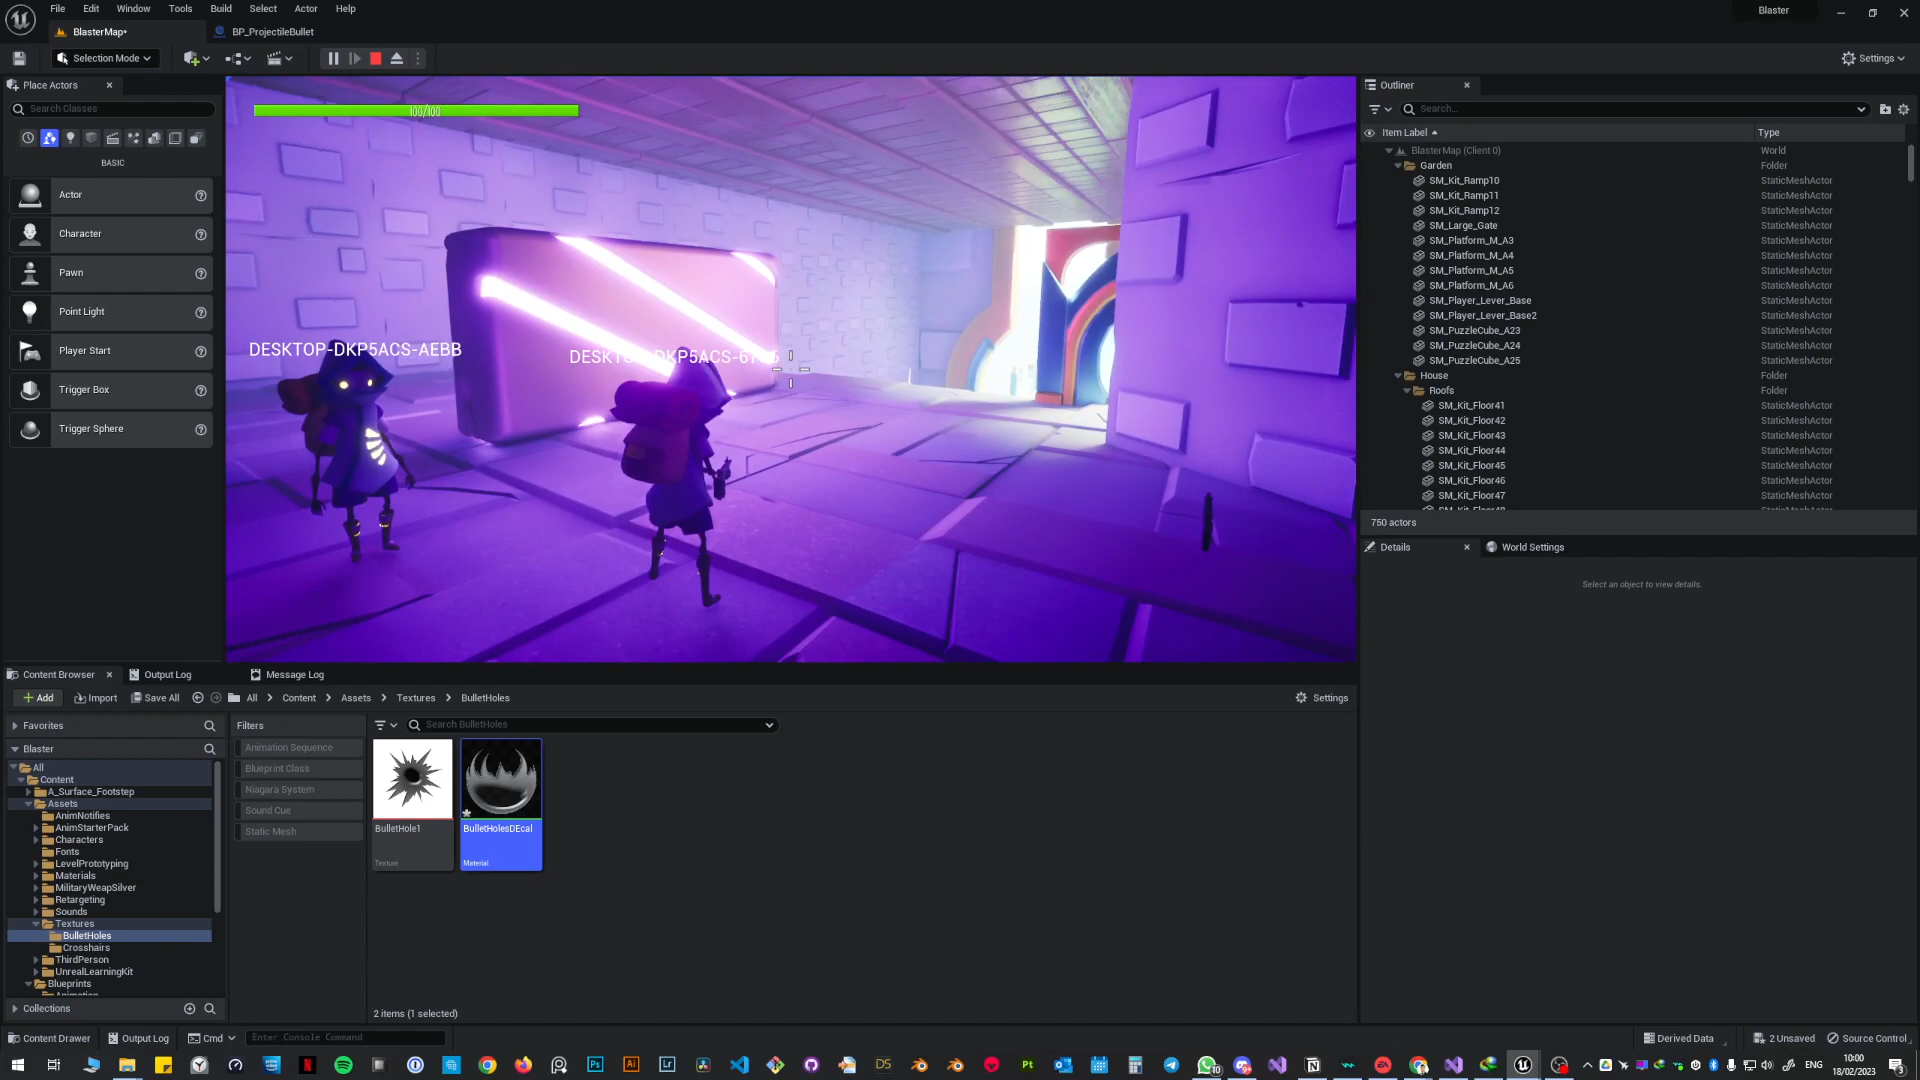 File Edit Window Tools Build Select Actor Help
Blaster
BlasterMap•
BP_ProjectileBullet
Selection Mode
Settings
Place Actors
Search Classes
BASIC
Actor
Character
Pawn
Point Light
Player Start
Trigger Box
Trigger Sphere
100/100
DESKTOP-DKP5ACS-AEBB
Outliner
Search...
Item Label
Type
BlasterMap (Client 0) World
Garden Folder
SM_Kit_Ramp10 StaticMeshActor
SM_Kit_Ramp11 StaticMeshActor
SM_Kit_Ramp12 StaticMeshActor
SM_Large_Gate StaticMeshActor
SM_Platform_M_A3 StaticMeshActor
SM_Platform_M_A4 StaticMeshActor
SM_Platform_M_A5 StaticMeshActor
SM_Platform_M_A6 StaticMeshActor
SM_Player_Lever_Base StaticMeshActor
SM_Player_Lever_Base2 StaticMeshActor
SM_PuzzleCube_A23 StaticMeshActor
SM_PuzzleCube_A24 StaticMeshActor
SM_PuzzleCube_A25 StaticMeshActor
House Folder
Roofs Folder
SM_Kit_Floor41 StaticMeshActor
SM_Kit_Floor42 StaticMeshActor
SM_Kit_Floor43 StaticMeshActor
SM_Kit_Floor44 StaticMeshActor
SM_Kit_Floor45 StaticMeshActor
SM_Kit_Floor46 StaticMeshActor
SM_Kit_Floor47 StaticMeshActor
750 actors
Details
World Settings
Select an object to view details.
Content Browser
Output Log
Message Log
Add
Import
Save All
All
Content
Assets
Textures
BulletHoles
Settings
Favorites
Blaster
All
Content
A_Surface_Footstep
Assets
AnimNotifies
AnimStarterPack
Characters
Fonts
LevelPrototyping
Materials
MilitaryWeapSilver
Retargeting
Sounds
Textures
BulletHoles
Crosshairs
ThirdPerson
UnrealLearningKit
Blueprints
Collections
Filters
Animation Sequence
Blueprint Class
Niagara System
Sound Cue
Static Mesh
Search BulletHoles
BulletHole1
Texture
BulletHolesDEcal
Material
2 items (1 selected)
Content Drawer
Output Log
Cmd
Enter Console Command
Derived Data
2 Unsaved
Source Control
ENG
10:00
18/02/2023